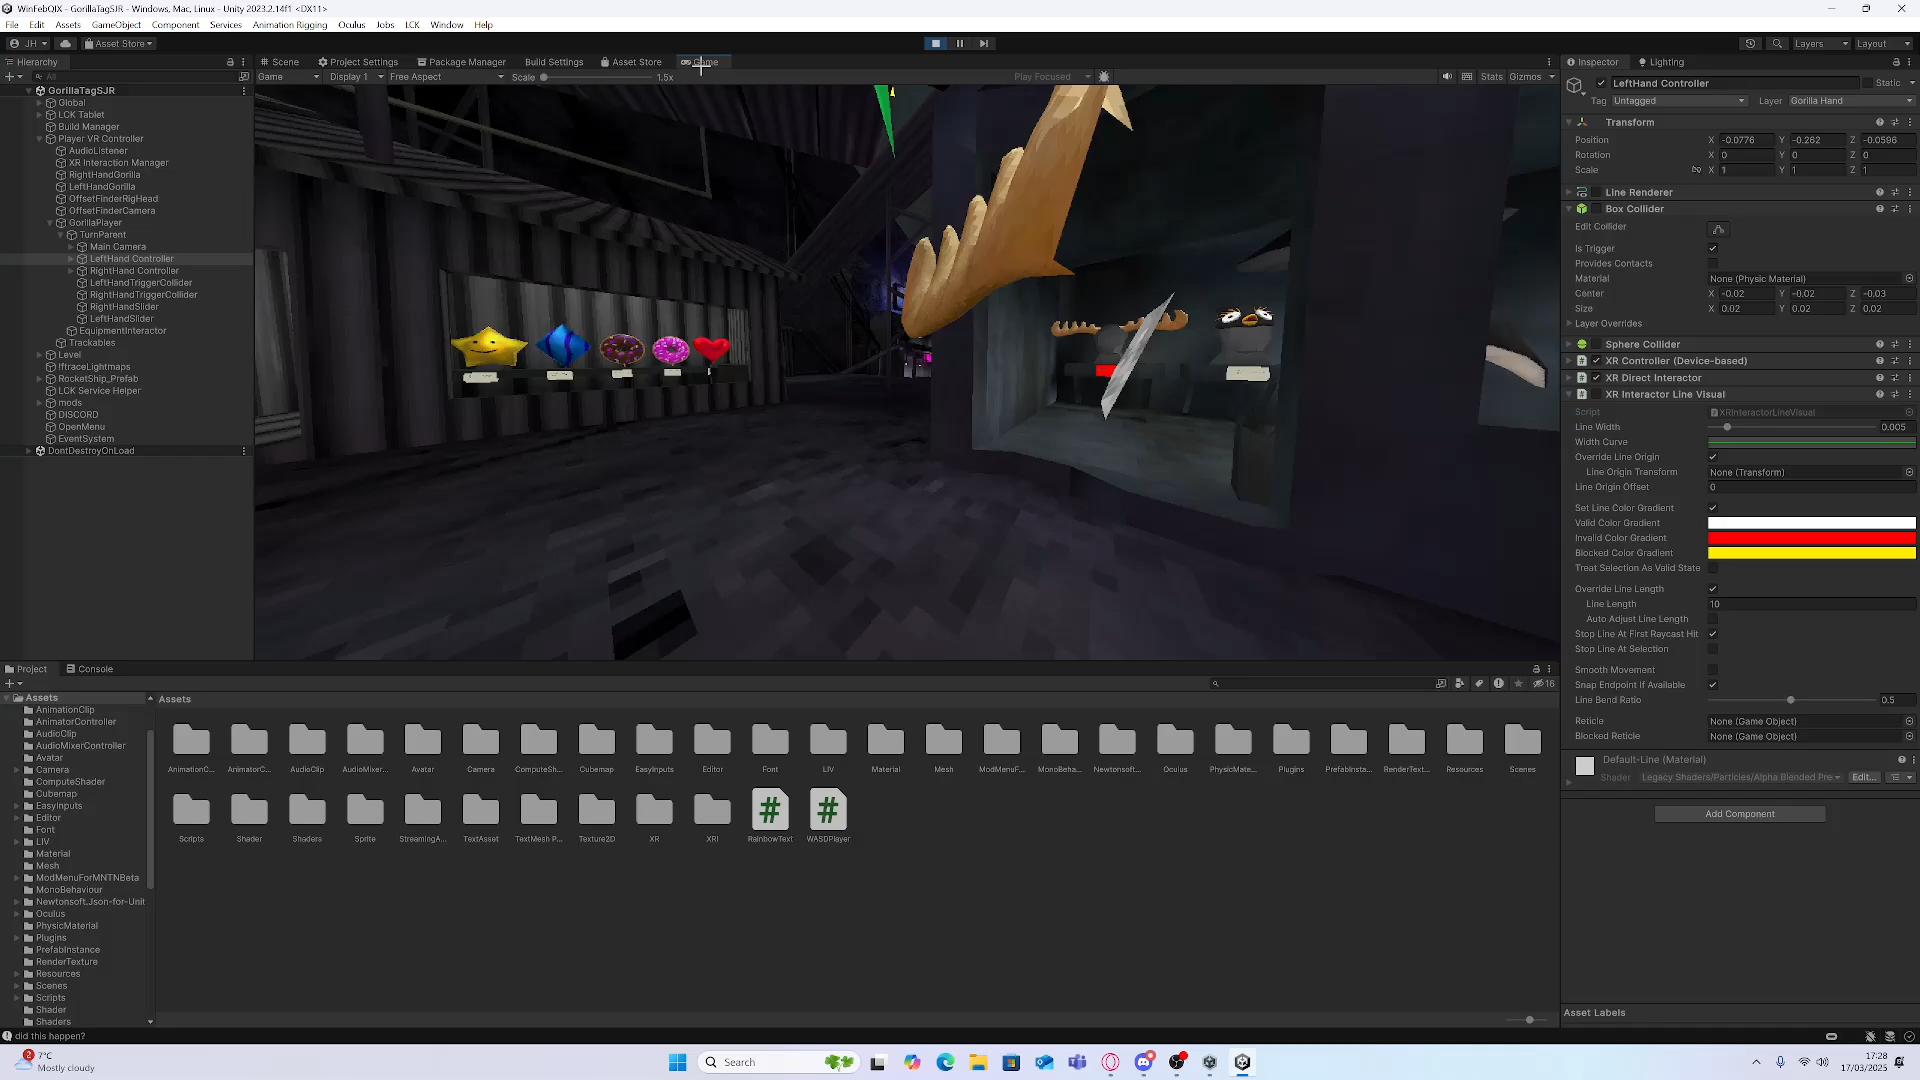 WinFebQIX - GorillaTagSJR - Windows, Mac, Linux - Unity 2023.2.14f1 <DX11>
File Edit Assets GameObject Component Services Animation Rigging Oculus Jobs LCK Window Help
JH Asset Store Layers Layout
Hierarchy
All
GorillaTagSJR
Global
LCK Tablet
Build Manager
Player VR Controller
AudioListener
XR Interaction Manager
RightHandGorilla
LeftHandGorilla
OffsetFinderRigHead
OffsetFinderCamera
GorillaPlayer
TurnParent
Main Camera
LeftHand Controller
RightHand Controller
LeftHandTriggerCollider
RightHandTriggerCollider
RightHandSlider
LeftHandSlider
EquipmentInteractor
Trackables
Level
!ftraceLightmaps
RocketShip_Prefab
LCK Service Helper
mods
DISCORD
OpenMenu
EventSystem
DontDestroyOnLoad
Scene Project Settings Package Manager Build Settings Asset Store Game
Game Display 1 Free Aspect Scale 1.5x Play Focused Stats Gizmos
Inspector Lighting
LeftHand Controller Static
Tag Untagged Layer Gorilla Hand
Transform
Position X -0.0776 Y -0.262 Z -0.0596
Rotation X 0 Y 0 Z 0
Scale X 1 Y 1 Z 1
Line Renderer
Box Collider
Edit Collider
Is Trigger
Provides Contacts
Material None (Physic Material)
Center X -0.02 Y -0.02 Z -0.03
Size X 0.02 Y 0.02 Z 0.02
Layer Overrides
Sphere Collider
XR Controller (Device-based)
XR Direct Interactor
XR Interactor Line Visual
Script XRInteractorLineVisual
Line Width 0.005
Width Curve
Override Line Origin
Line Origin Transform None (Transform)
Line Origin Offset 0
Set Line Color Gradient
Valid Color Gradient
Invalid Color Gradient
Blocked Color Gradient
Treat Selection As Valid State
Override Line Length
Line Length 10
Auto Adjust Line Length
Stop Line At First Raycast Hit
Stop Line At Selection
Smooth Movement
Snap Endpoint If Available
Line Bend Ratio 0.5
Reticle None (Game Object)
Blocked Reticle None (Game Object)
Default-Line (Material)
Shader Legacy Shaders/Particles/Alpha Blended Pre Edit...
Add Component
Asset Labels
Project Console
16
Assets
AnimationClip
AnimatorController
AudioClip
AudioMixerController
Avatar
Camera
ComputeShader
Cubemap
EasyInputs
Editor
Font
LIV
Material
Mesh
ModMenuForMNTNBeta
MonoBehaviour
Newtonsoft.Json-for-Unit
Oculus
PhysicMaterial
Plugins
PrefabInstance
RenderTexture
Resources
Scenes
Scripts
Shader
Shaders
Assets
AnimationC... AnimatorC... AudioClip AudioMixer... Avatar Camera ComputeSh... Cubemap EasyInputs Editor Font LIV Material Mesh ModMenuF... MonoBeha... Newtonsoft... Oculus PhysicMate... Plugins PrefabInsta... RenderText... Resources Scenes
Scripts Shader Shaders Sprite StreamingA... TextAsset TextMesh P... Texture2D XR XRI RainbowText WASDPlayer
did this happen?
2
7°C
Mostly cloudy
Search
17:28
17/03/2025